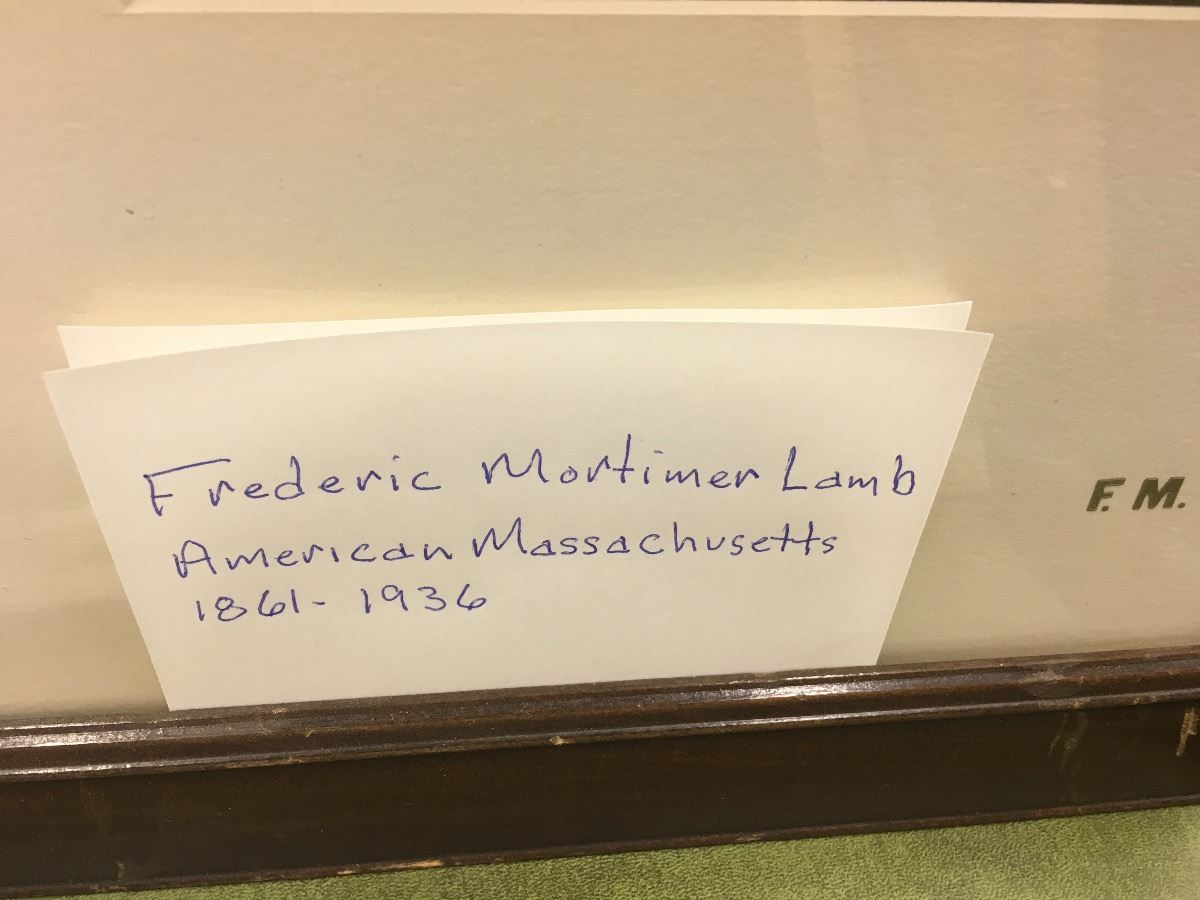 Frederic Mortimer Lamb
American Massachusetts
1861-1936
F. M.